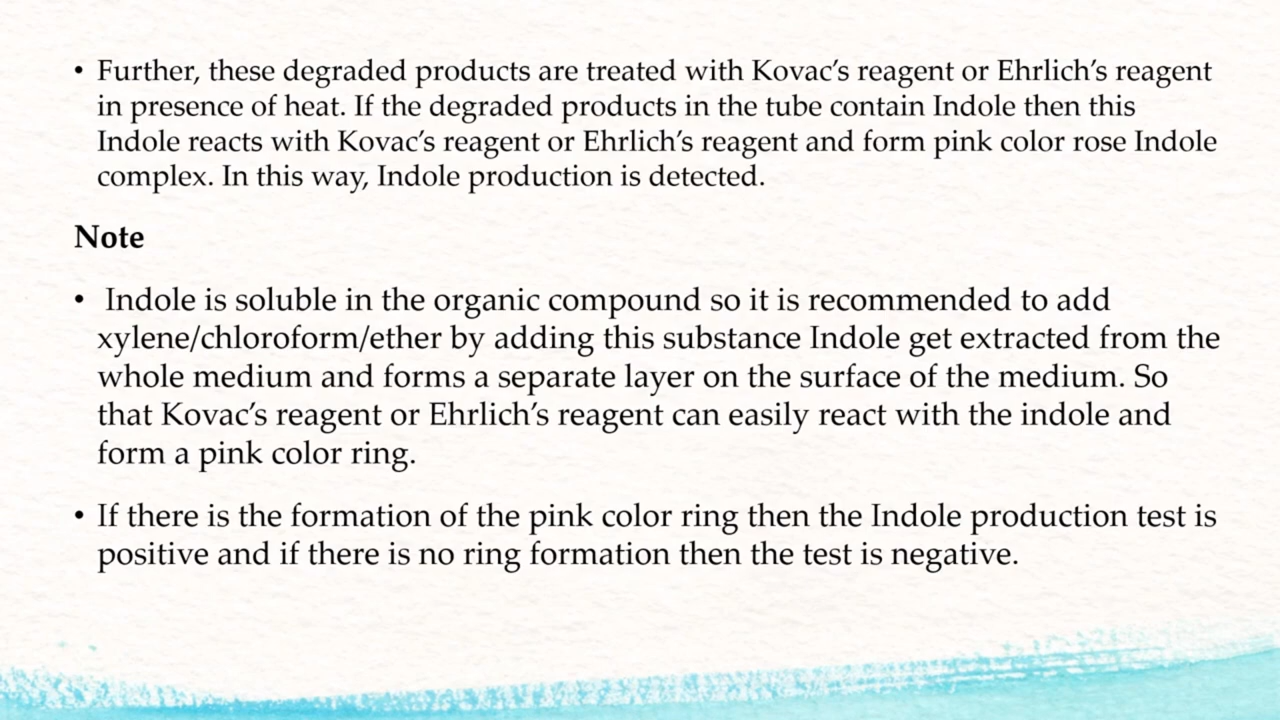 • Further, these degraded products are treated with Kovac’s reagent or Ehrlich’s reagent
in presence of heat. If the degraded products in the tube contain Indole then this
Indole reacts with Kovac’s reagent or Ehrlich’s reagent and form pink color rose Indole
complex. In this way, Indole production is detected.
Note
• Indole is soluble in the organic compound so it is recommended to add
xylene/chloroform/ether by adding this substance Indole get extracted from the
whole medium and forms a separate layer on the surface of the medium. So
that Kovac’s reagent or Ehrlich’s reagent can easily react with the indole and
form a pink color ring.
• If there is the formation of the pink color ring then the Indole production test is
positive and if there is no ring formation then the test is negative.